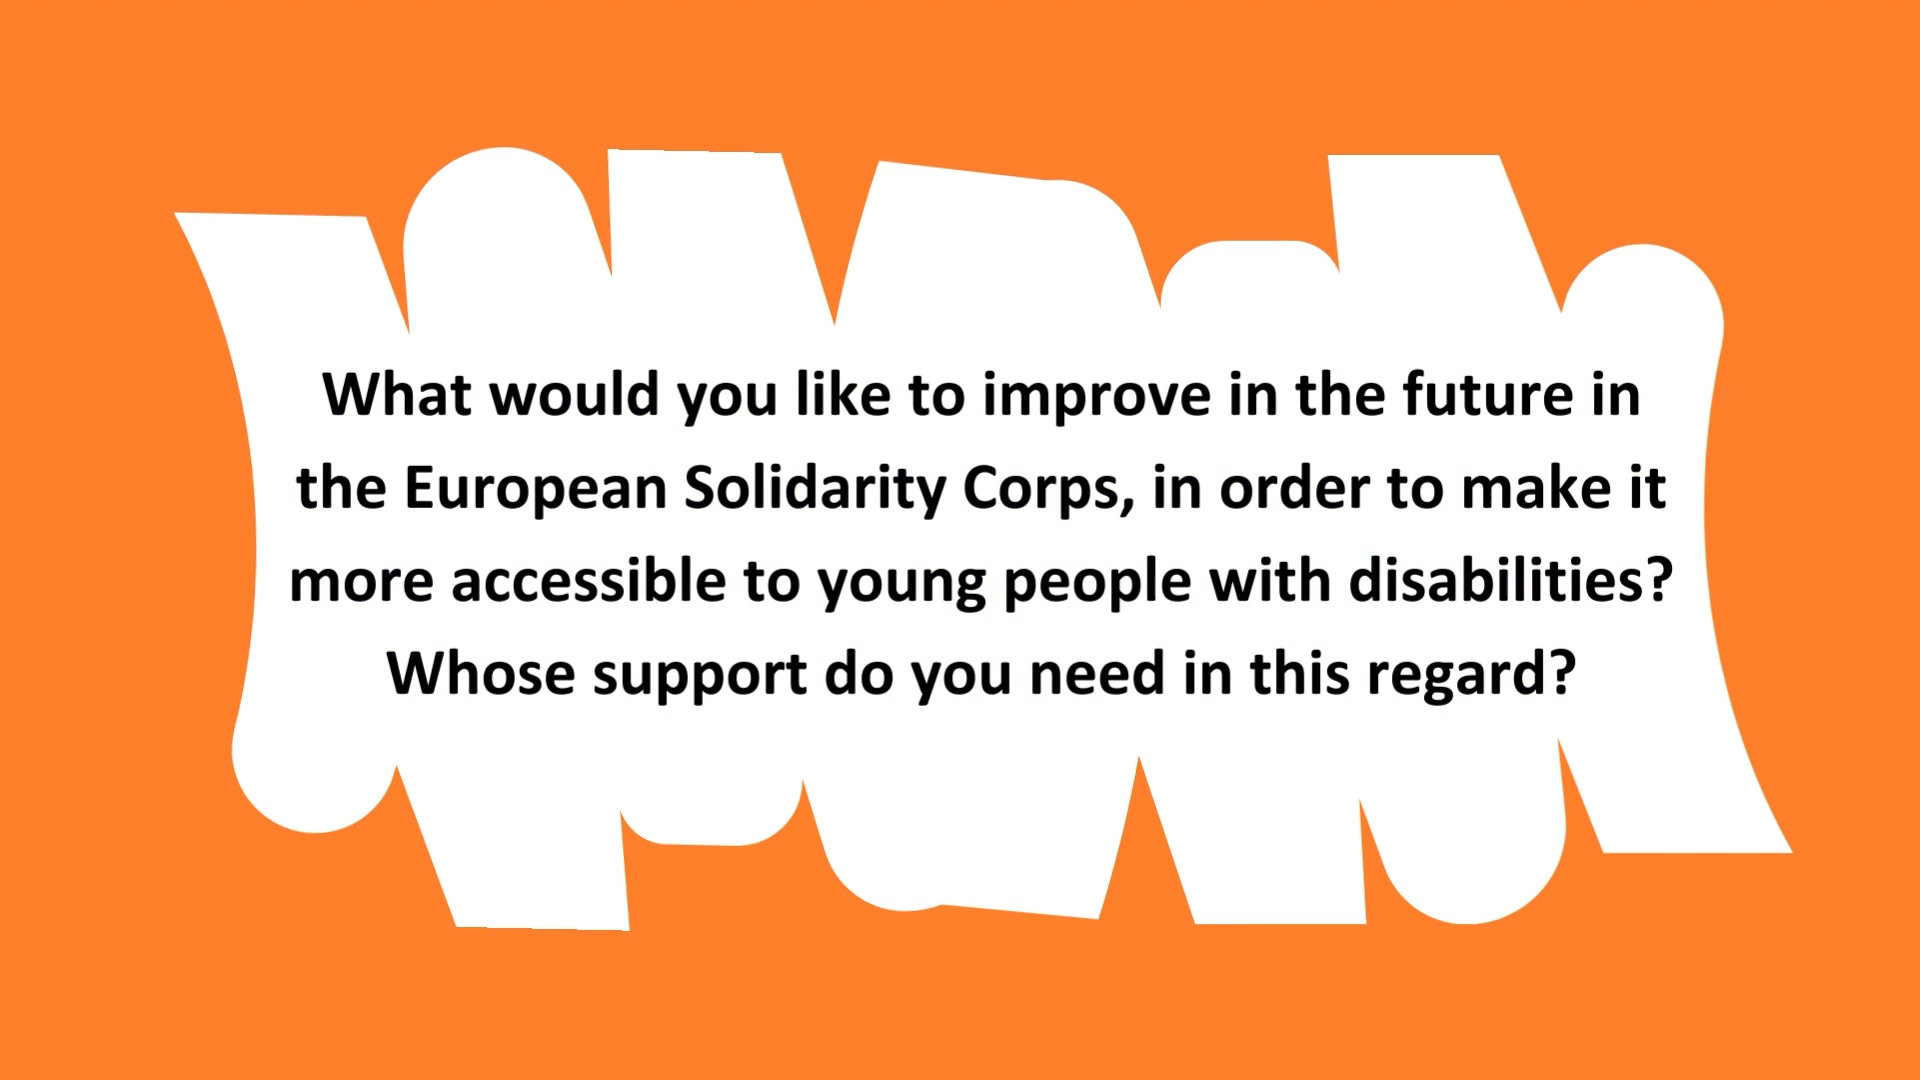 What would you like to improve in the future in
the European Solidarity Corps, in order to make it
more accessible to young people with disabilities?
Whose support do you need in this regard?